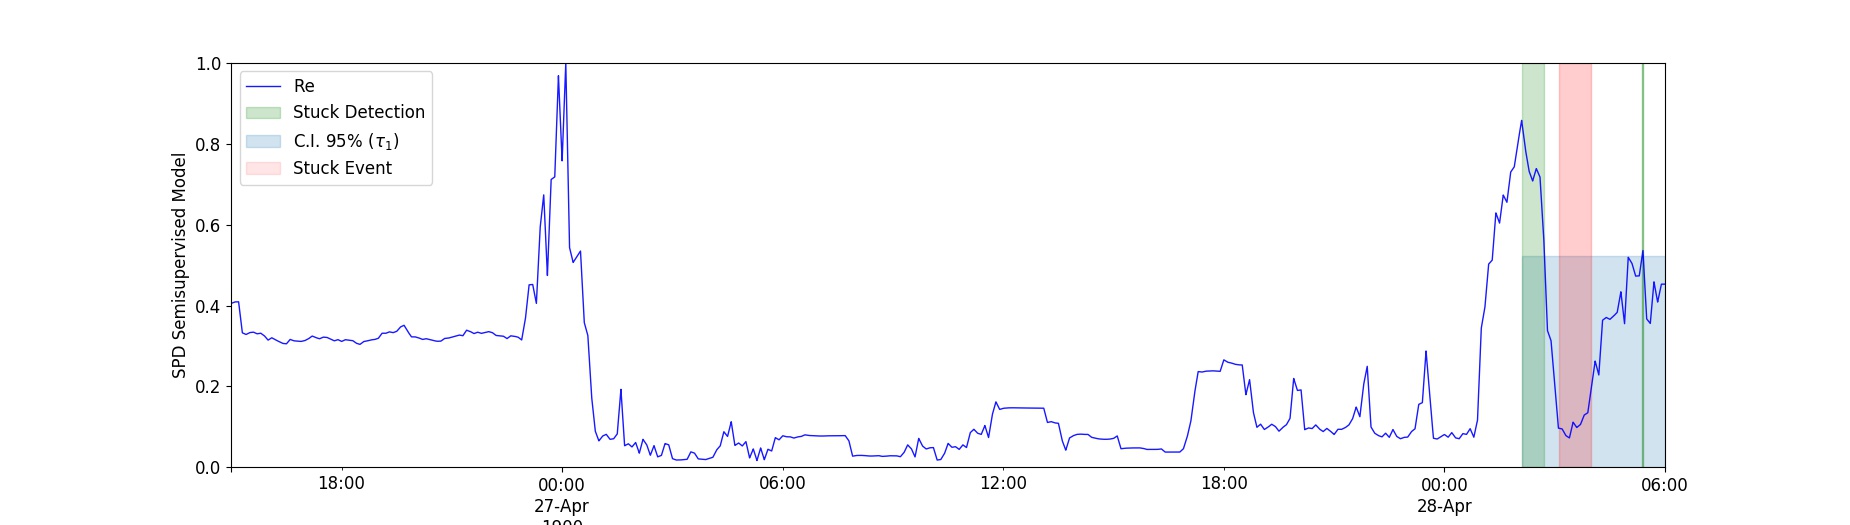 1.0
0.8
0.6
0.4
0.2
0.0
SPD Semisupervised Model
Re
Stuck Detection
C.I. 95% (τ₁)
Stuck Event
18:00 00:00 06:00 12:00 18:00 00:00 06:00
27-Apr 28-Apr
1900